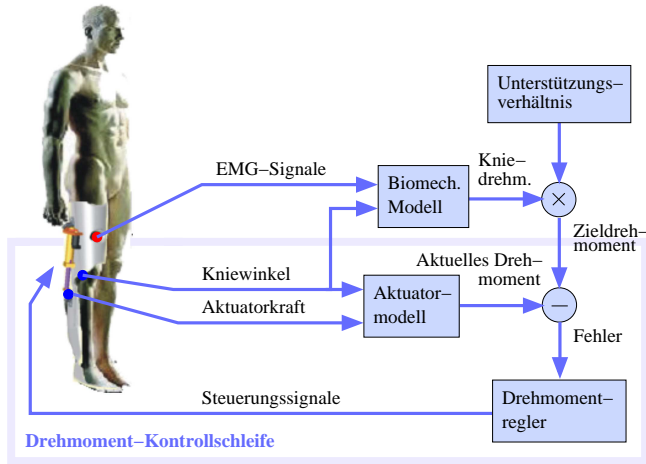 Unterstützungs–
verhältnis
EMG–Signale
Biomech.
Modell
Knie–
drehm.
×
Zieldreh–
moment
Kniewinkel
Aktuatorkraft
Aktuator–
modell
Aktuelles Dreh–
moment
−
Fehler
Steuerungssignale
Drehmoment–
regler
Drehmoment–Kontrollschleife